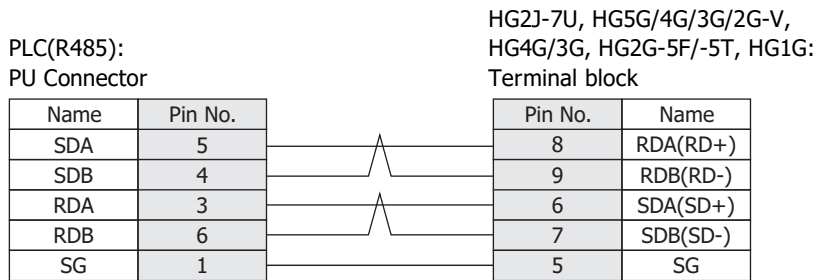 HG2J-7U, HG5G/4G/3G/2G-V,
PLC(R485): HG4G/3G, HG2G-5F/-5T, HG1G:
PU Connector Terminal block
Name Pin No. Pin No. Name
SDA 5 8 RDA(RD+)
SDB 4 9 RDB(RD-)
RDA 3 6 SDA(SD+)
RDB 6 7 SDB(SD-)
SG 1 5 SG